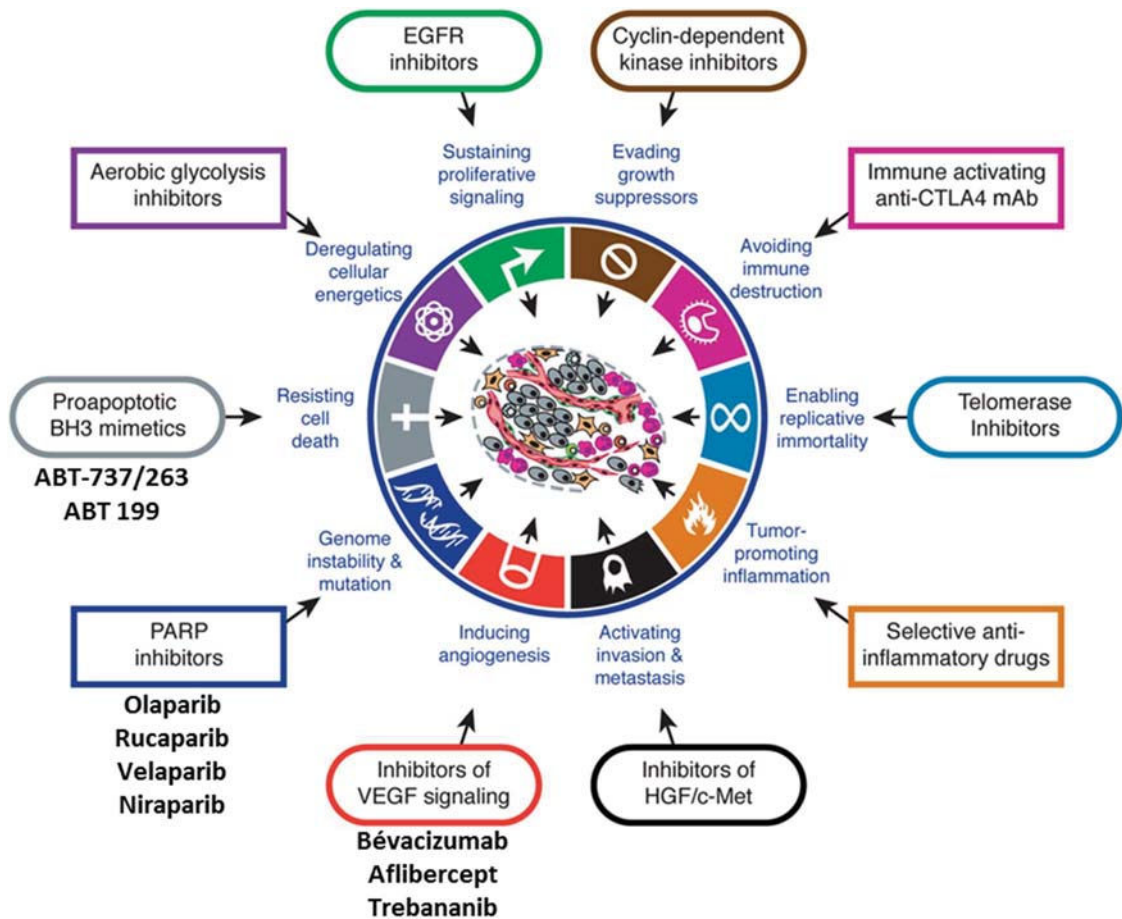 EGFR
inhibitors
Cyclin-dependent
kinase inhibitors
Sustaining
proliferative
signaling
Evading
growth
suppressors
Aerobic glycolysis
inhibitors
Immune activating
anti-CTLA4 mAb
Deregulating
cellular
energetics
Avoiding
immune
destruction
Proapoptotic
BH3 mimetics
ABT-737/263
ABT 199
Resisting
cell
death
Enabling
replicative
immortality
Telomerase
Inhibitors
Genome
instability &
mutation
Tumor-
promoting
inflammation
PARP
inhibitors
Olaparib
Rucaparib
Velaparib
Niraparib
Inducing
angiogenesis
Activating
invasion &
metastasis
Selective anti-
inflammatory drugs
Inhibitors of
VEGF signaling
Bévacizumab
Aflibercept
Trebananib
Inhibitors of
HGF/c-Met